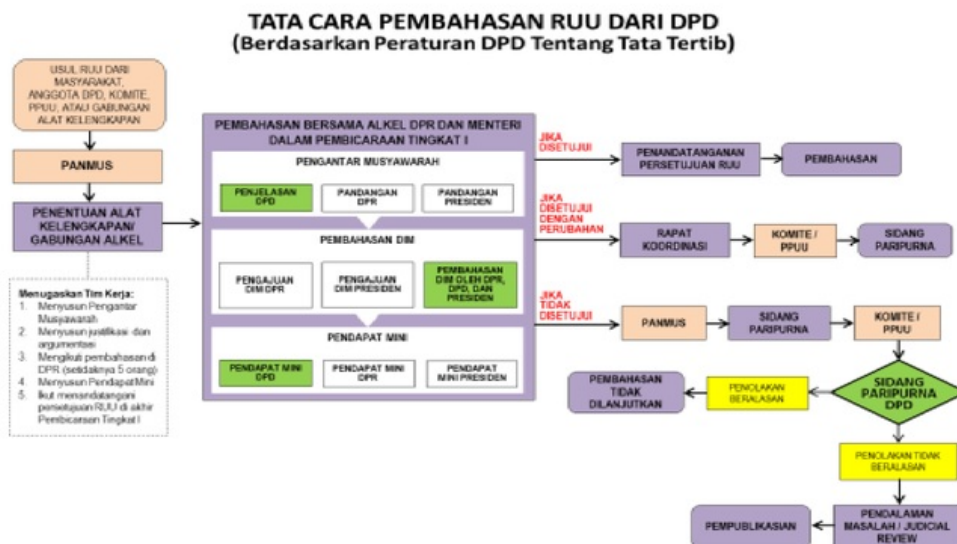 TATA CARA PEMBAHASAN RUU DARI DPD
(Berdasarkan Peraturan DPD Tentang Tata Tertib)
USUL RUU DARI
MASYARAKAT,
ANGGOTA DPD, KOMITE,
PPUU, ATAU GABUNGAN
ALAT KELENGKAPAN
PANMUS
PENENTUAN ALAT
KELENGKAPAN/
GABUNGAN ALKEL
Menugaskan Tim Kerja:
1. Menyusun Pengantar
Musyawarah
2. Menyusun justifikasi dan
argumentasi
3. Mengikuti pembahasan di
DPR (setidaknya 5 orang)
4. Menyusun Pendapat Mini
5. Ikut menandatangani
persetujuan RUU di akhir
Pembicaraan Tingkat I
PEMBAHASAN BERSAMA ALKEL DPR DAN MENTERI
DALAM PEMBICARAAN TINGKAT I
PENGANTAR MUSYAWARAH
PENJELASAN
DPD
PANDANGAN
DPR
PANDANGAN
PRESIDEN
PEMBAHASAN DIM
PENGAJUAN
DIM DPR
PENGAJUAN
DIM PRESIDEN
PEMBAHASAN
DIM OLEH DPR,
DPD, DAN
PRESIDEN
PENDAPAT MINI
PENDAPAT MINI
DPD
PENDAPAT
MINI DPR
PENDAPAT
MINI PRESIDEN
JIKA
DISETUJUI
PENANDATANGANAN
PERSETUJUAN RUU
PEMBAHASAN
JIKA
DISETUJUI
DENGAN
PERUBAHAN
RAPAT
KOORDINASI
KOMITE /
PPUU
SIDANG
PARIPURNA
JIKA
TIDAK
DISETUJUI
PANMUS
SIDANG
PARIPURNA
KOMITE /
PPUU
SIDANG
PARIPURNA
DPD
PENOLAKAN
BERALASAN
PEMBAHASAN
TIDAK
DILANJUTKAN
PENOLAKAN TIDAK
BERALASAN
PENDALAMAN
MASALAH / JUDICIAL
REVIEW
PEMPUBLIKASIAN